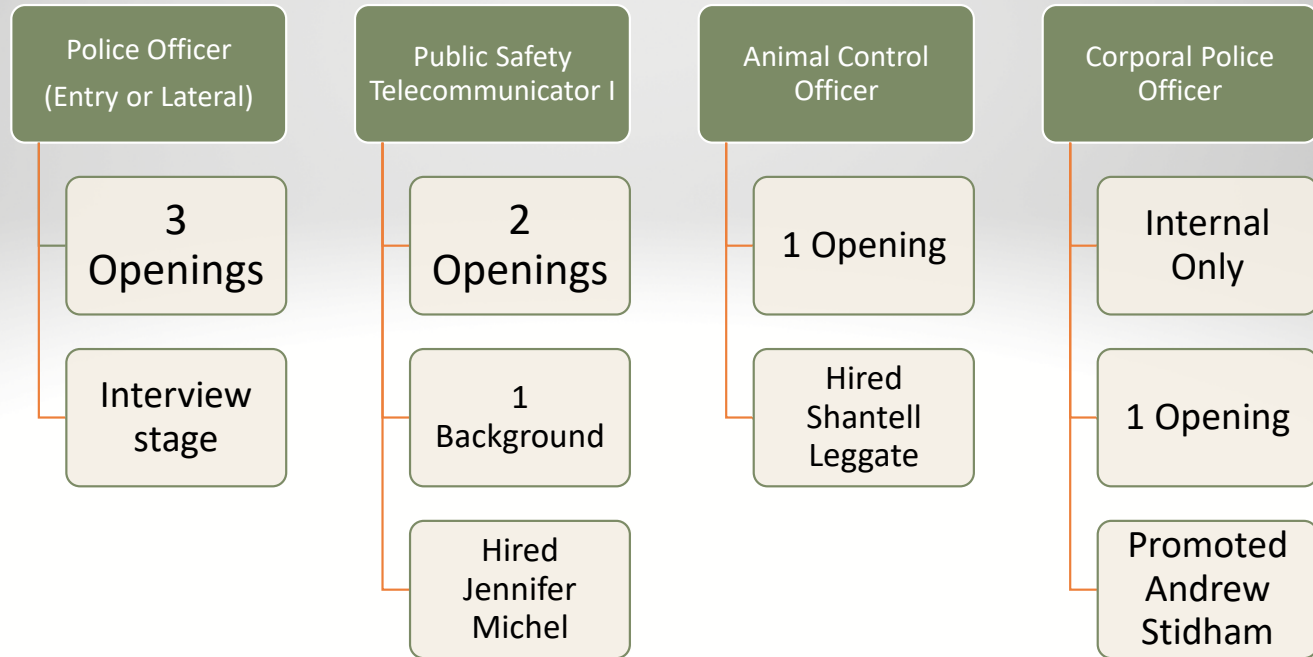 Police Officer
(Entry or Lateral)
3
Openings
Interview
stage
Public Safety
Telecommunicator I
2
Openings
1
Background
Hired
Jennifer
Michel
Animal Control
Officer
1 Opening
Hired
Shantell
Leggate
Corporal Police
Officer
Internal
Only
1 Opening
Promoted
Andrew
Stidham